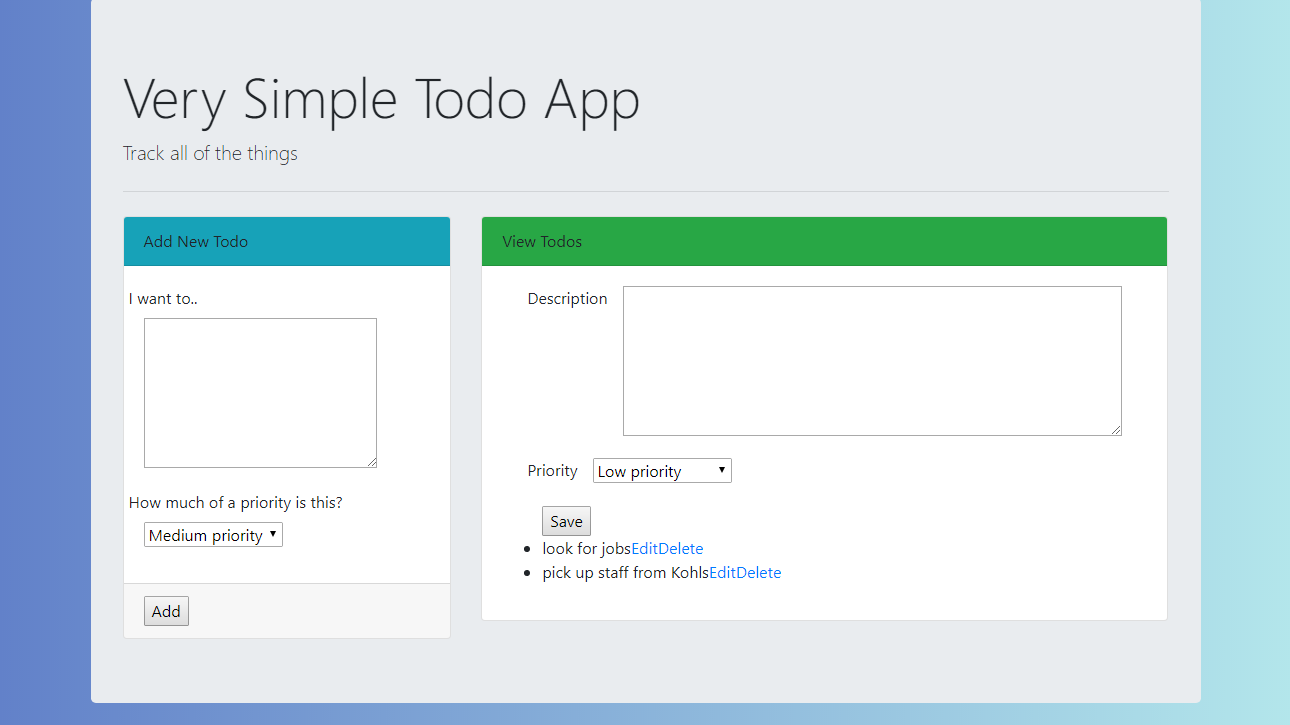 Very Simple Todo App
Track all of the things
Add New Todo
I want to..
How much of a priority is this?
Medium priority
Add
View Todos
Description
Priority Low priority
Save
look for jobsEditDelete
pick up staff from KohlsEditDelete